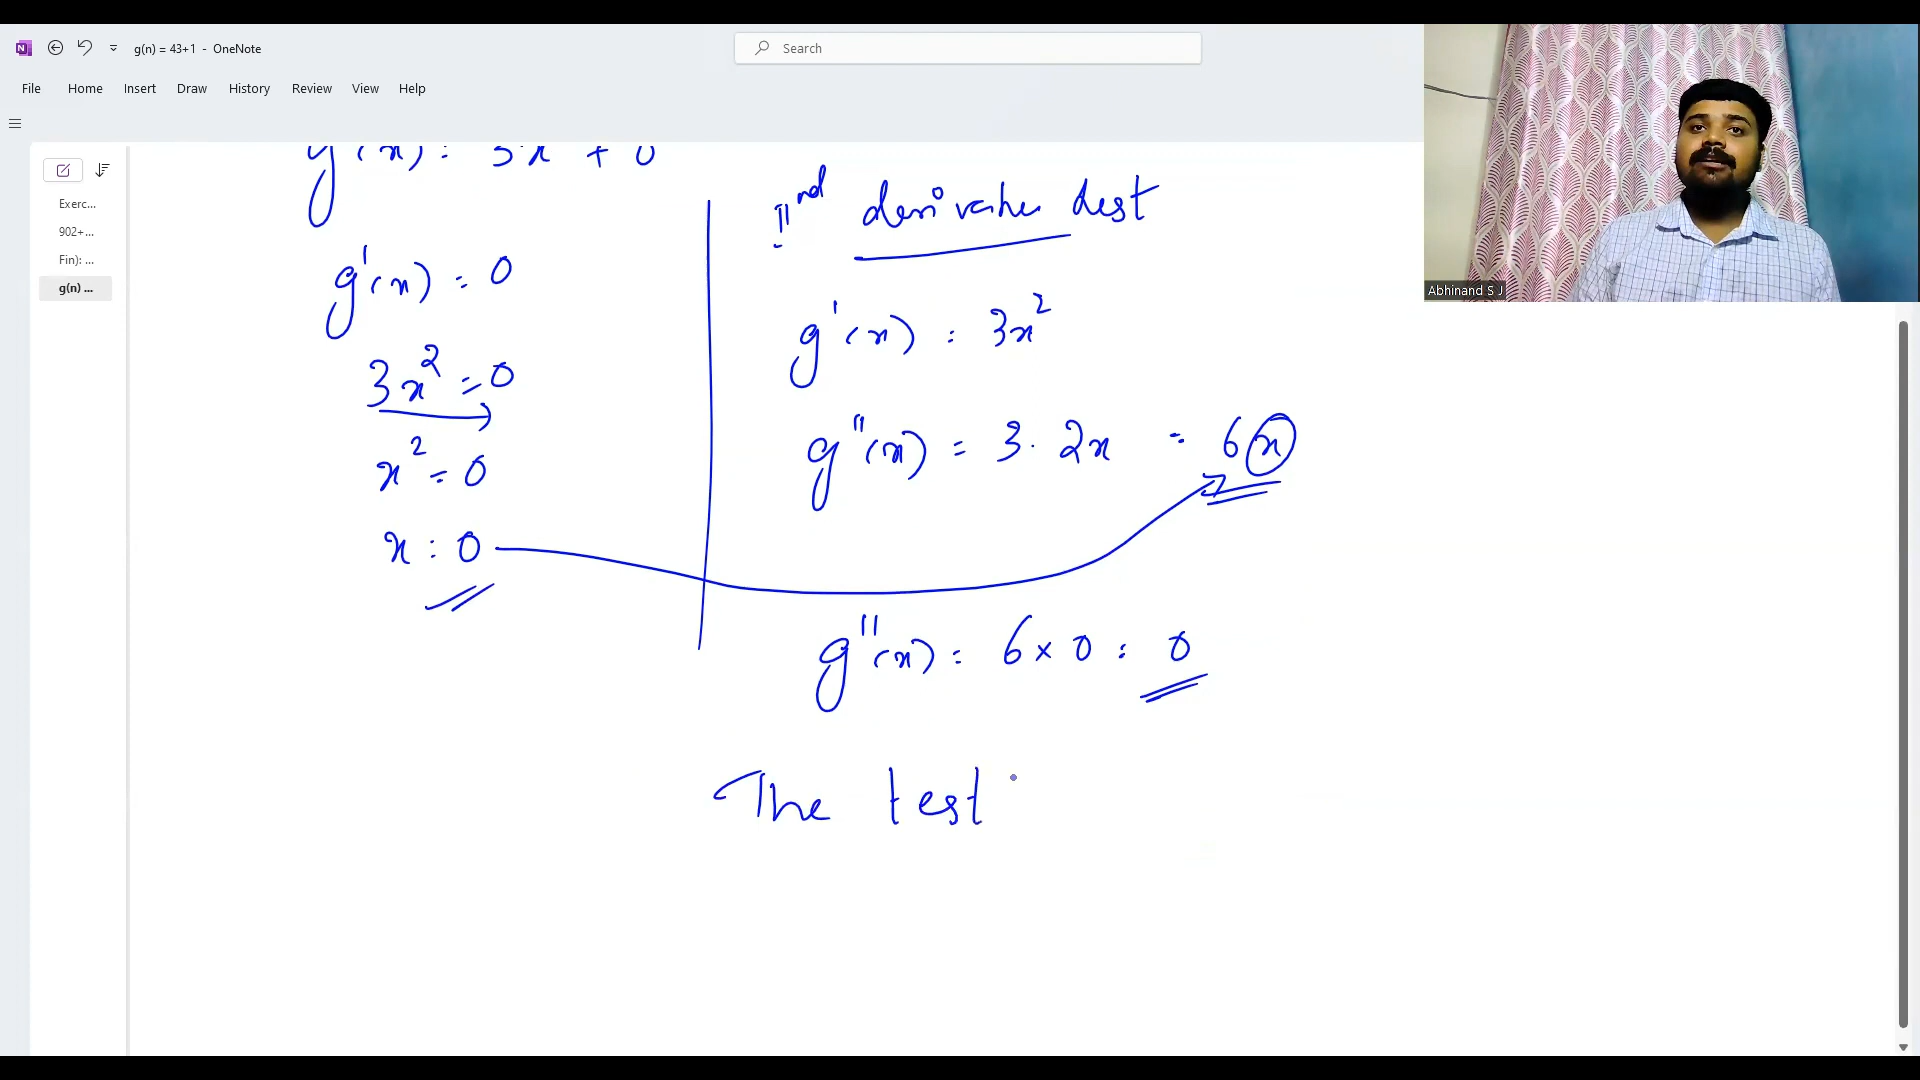 g(n) = 43+1 - OneNote
Search
File Home Insert Draw History Review View Help
Exerc...
902+...
Fin): ...
g(n) ...
Abhinand S J
g'(x) = 0
3x² = 0
x² = 0
x : 0
IInd derivative test
g'(x) : 3x²
g''(x) = 3 · 2x = 6x
g''(x) = 6 × 0 : 0
The test